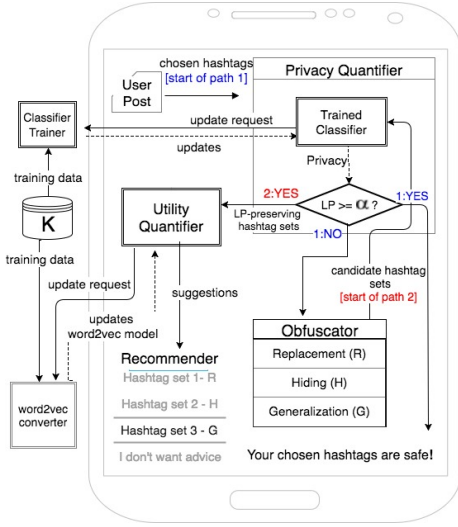 chosen hashtags
[start of path 1]
User
Post
Privacy Quantifier
Classifier
Trainer
Trained
Classifier
update request
updates
Privacy
training data
K
training data
2:YES
1:YES
LP >= α ?
LP-preserving
hashtag sets
1:NO
Utility
Quantifier
update request
suggestions
candidate hashtag
sets
[start of path 2]
updates
word2vec model
Obfuscator
Replacement (R)
Hiding (H)
Generalization (G)
Recommender
Hashtag set 1- R
Hashtag set 2 - H
Hashtag set 3 - G
I don't want advice
word2vec
converter
Your chosen hashtags are safe!